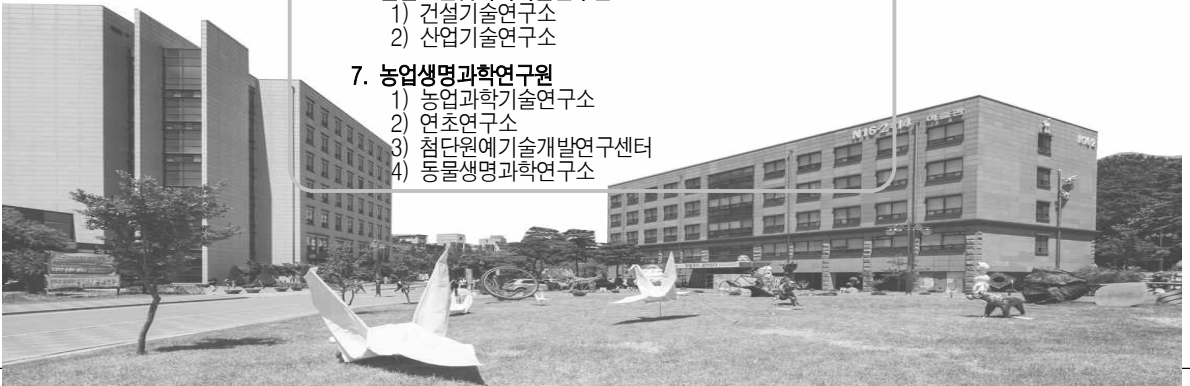 1) 건설기술연구소
2) 산업기술연구소
7. 농업생명과학연구원
1) 농업과학기술연구소
2) 연초연구소
3) 첨단원예기술개발연구센터
4) 동물생명과학연구소
N16-2